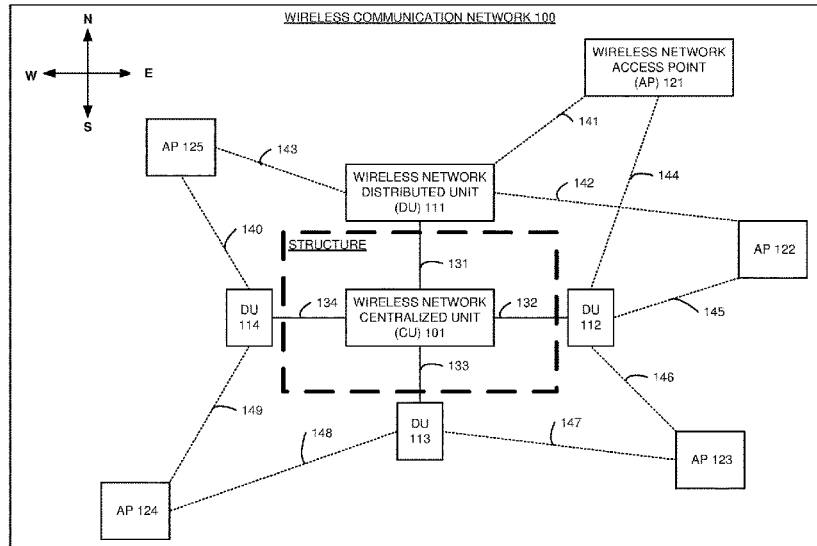 WIRELESS COMMUNICATION NETWORK 100
N
W
E
S
WIRELESS NETWORK
ACCESS POINT
(AP) 121
141
AP 125
143
WIRELESS NETWORK
DISTRIBUTED UNIT
(DU) 111
142
144
140
STRUCTURE
131
AP 122
DU
114
134
WIRELESS NETWORK
CENTRALIZED UNIT
(CU) 101
132
DU
112
145
133
146
149
148
DU
113
147
AP 123
AP 124